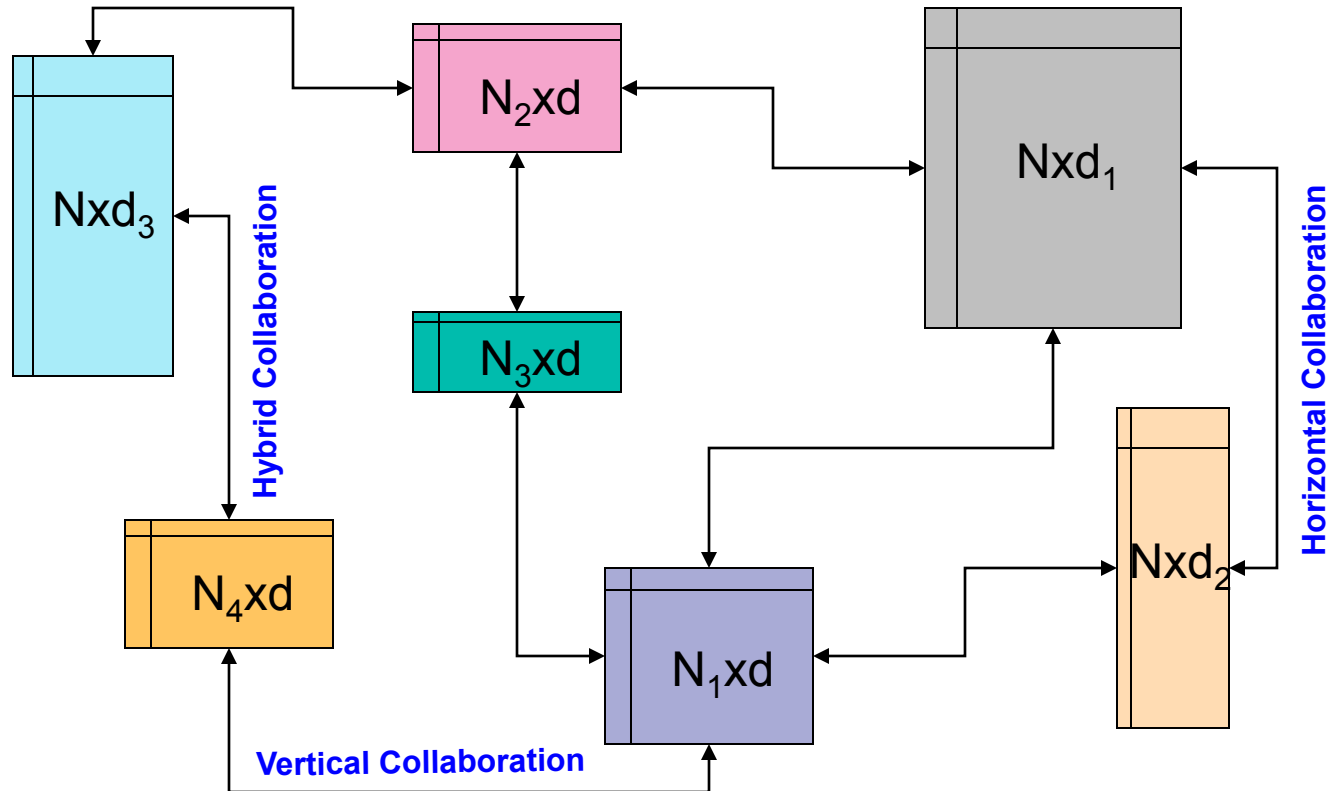 N₂xd
Nxd₁
Nxd₃
Hybrid Collaboration
Horizontal Collaboration
N₃xd
Nxd₂
N₄xd
N₁xd
Vertical Collaboration